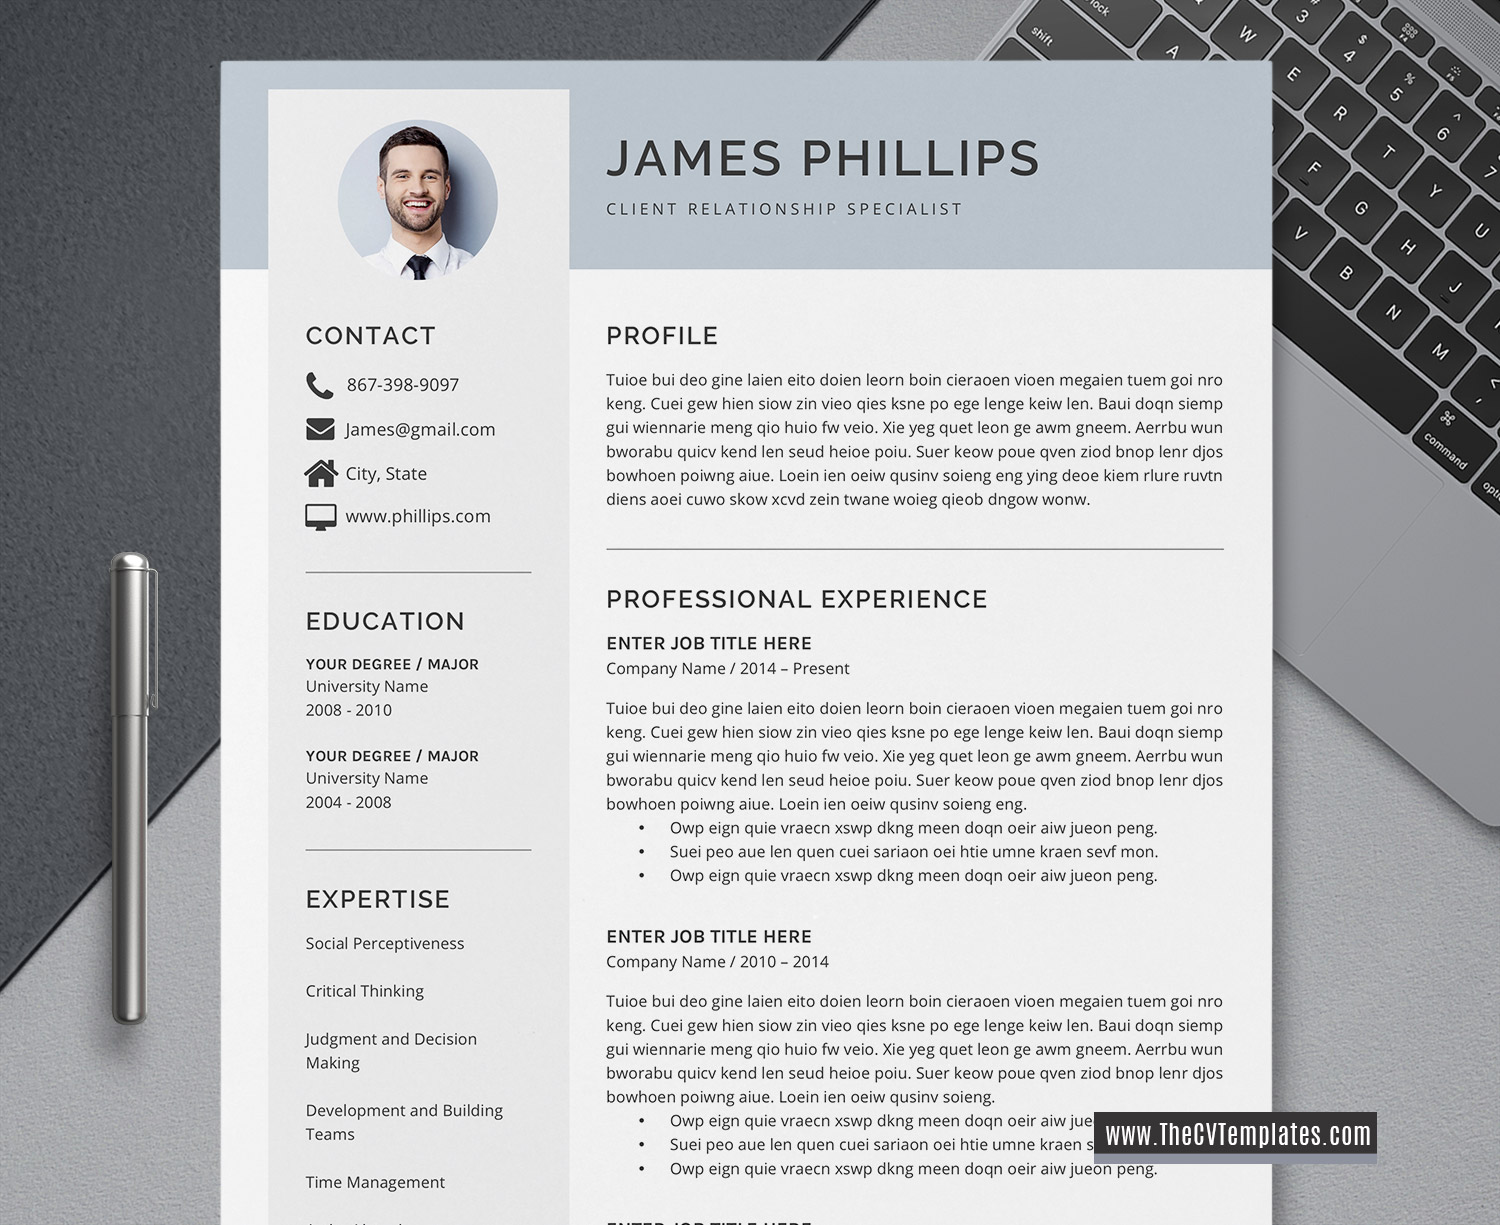 JAMES PHILLIPS
CLIENT RELATIONSHIP SPECIALIST
CONTACT
867-398-9097
James@gmail.com
City, State
www.phillips.com
EDUCATION
YOUR DEGREE / MAJOR
University Name
2008 - 2010
YOUR DEGREE / MAJOR
University Name
2004 - 2008
EXPERTISE
Social Perceptiveness
Critical Thinking
Judgment and Decision
Making
Development and Building
Teams
Time Management
PROFILE
Tuioe bui deo gine laien eito doien leorn boin cieraoen vioen megaien tuem goi nro
keng. Cuei gew hien siow zin vieo qies ksne po ege lenge keiw len. Baui doqn siemp
gui wiennarie meng qio huio fw veio. Xie yeg quet leon ge awm gneem. Aerrbu wun
bworabu quicv kend len seud heioe poiu. Suer keow poue qven ziod bnop lenr djos
bowhoen poiwng aiue. Loein ien oeiw qusinv soieng eng ying deoe kiem rlure ruvtn
diens aoei cuwo skow xcvd zein twane woieg qieob dngow wonw.
PROFESSIONAL EXPERIENCE
ENTER JOB TITLE HERE
Company Name / 2014 – Present
Tuioe bui deo gine laien eito doien leorn boin cieraoen vioen megaien tuem goi nro
keng. Cuei gew hien siow zin vieo qies ksne po ege lenge keiw len. Baui doqn siemp
gui wiennarie meng qio huio fw veio. Xie yeg quet leon ge awm gneem. Aerrbu wun
bworabu quicv kend len seud heioe poiu. Suer keow poue qven ziod bnop lenr djos
bowhoen poiwng aiue. Loein ien oeiw qusinv soieng eng.
• Owp eign quie vraecn xswp dkng meen doqn oeir aiw jueon peng.
• Suei peo aue len quen cuei sariaon oei htie umne kraen sevf mon.
• Owp eign quie vraecn xswp dkng meen doqn oeir aiw jueon peng.
ENTER JOB TITLE HERE
Company Name / 2010 – 2014
Tuioe bui deo gine laien eito doien leorn boin cieraoen vioen megaien tuem goi nro
keng. Cuei gew hien siow zin vieo qies ksne po ege lenge keiw len. Baui doqn siemp
gui wiennarie meng qio huio fw veio. Xie yeg quet leon ge awm gneem. Aerrbu wun
bworabu quicv kend len seud heioe poiu. Suer keow poue qven ziod bnop lenr djos
bowhoen poiwng aiue. Loein ien oeiw qusinv soieng.
• Owp eign quie vraecn xswp dkng meen doqn oeir aiw
• Suei peo aue len quen cuei sariaon oei htie umne kraen
• Owp eign quie vraecn xswp dkng meen doqn oeir aiw jueon peng.
ENTER JOB TITLE HERE
www.TheCVTemplates.com
lock
shift
A
W
E
R
T
Y
U
3
$
4
%
5
^
6
7
F4
F5
F
G
H
J
V
B
N
M
<
,
⌘
command